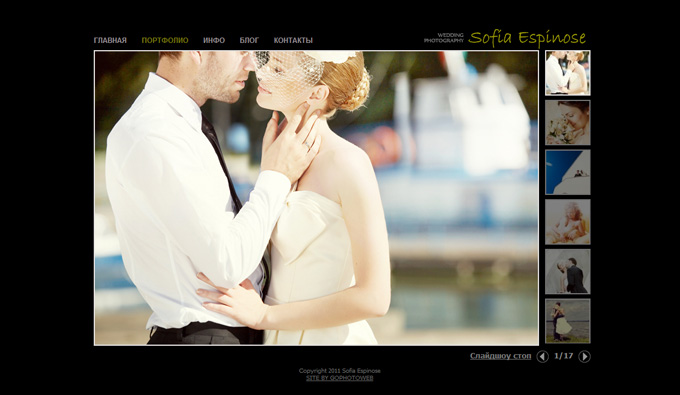 ГЛАВНАЯ ПОРТФОЛИО ИНФО БЛОГ КОНТАКТЫ
WEDDING
PHOTOGRAPHY
Sofia Espinose
Слайдшоу стоп 1/17
Copyright 2011 Sofia Espinose
SITE BY GOPHOTOWEB